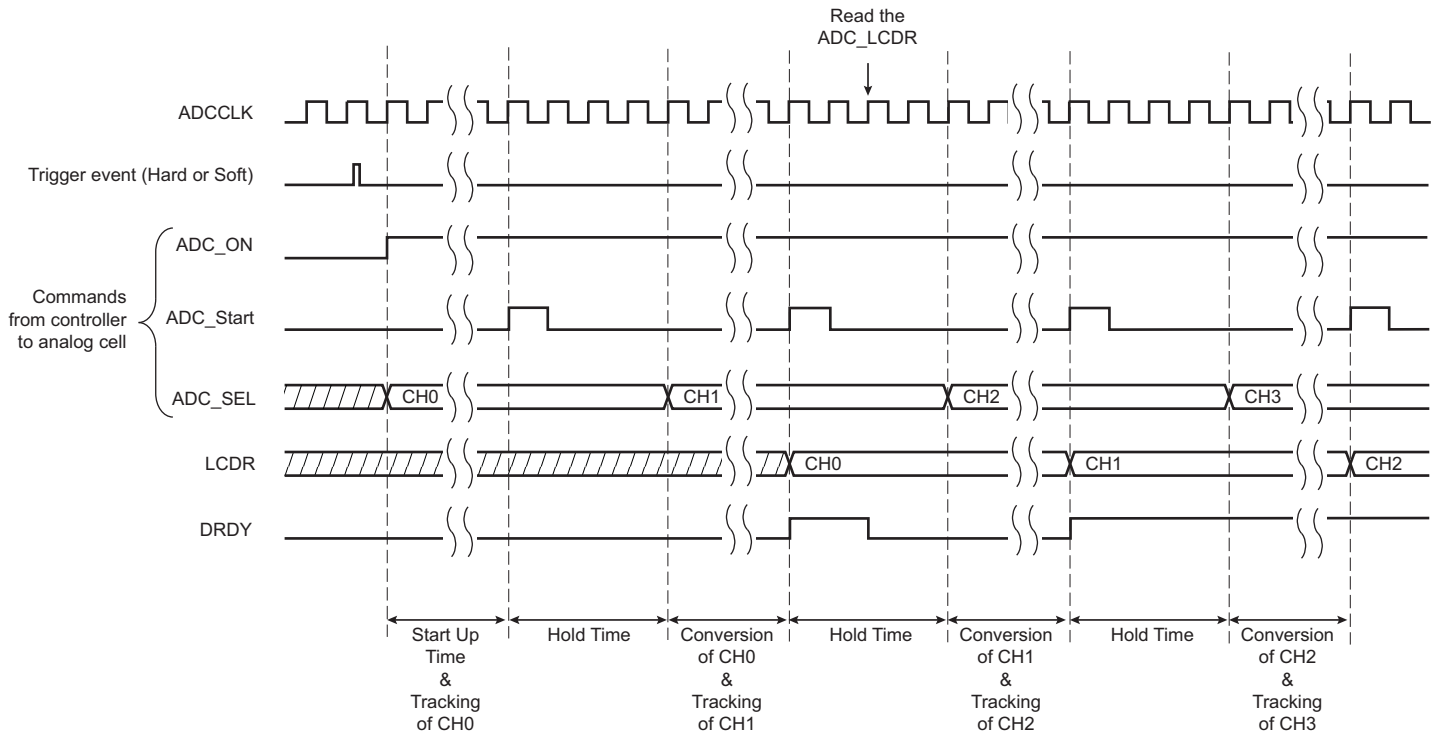 Read the
ADC_LCDR
ADCCLK
Trigger event (Hard or Soft)
ADC_ON
Commands
from controller
to analog cell
ADC_Start
ADC_SEL
CH0
CH1
CH2
CH3
LCDR
CH0
CH1
CH2
DRDY
Start Up
Time
&
Tracking
of CH0
Hold Time
Conversion
of CH0
&
Tracking
of CH1
Hold Time
Conversion
of CH1
&
Tracking
of CH2
Hold Time
Conversion
of CH2
&
Tracking
of CH3